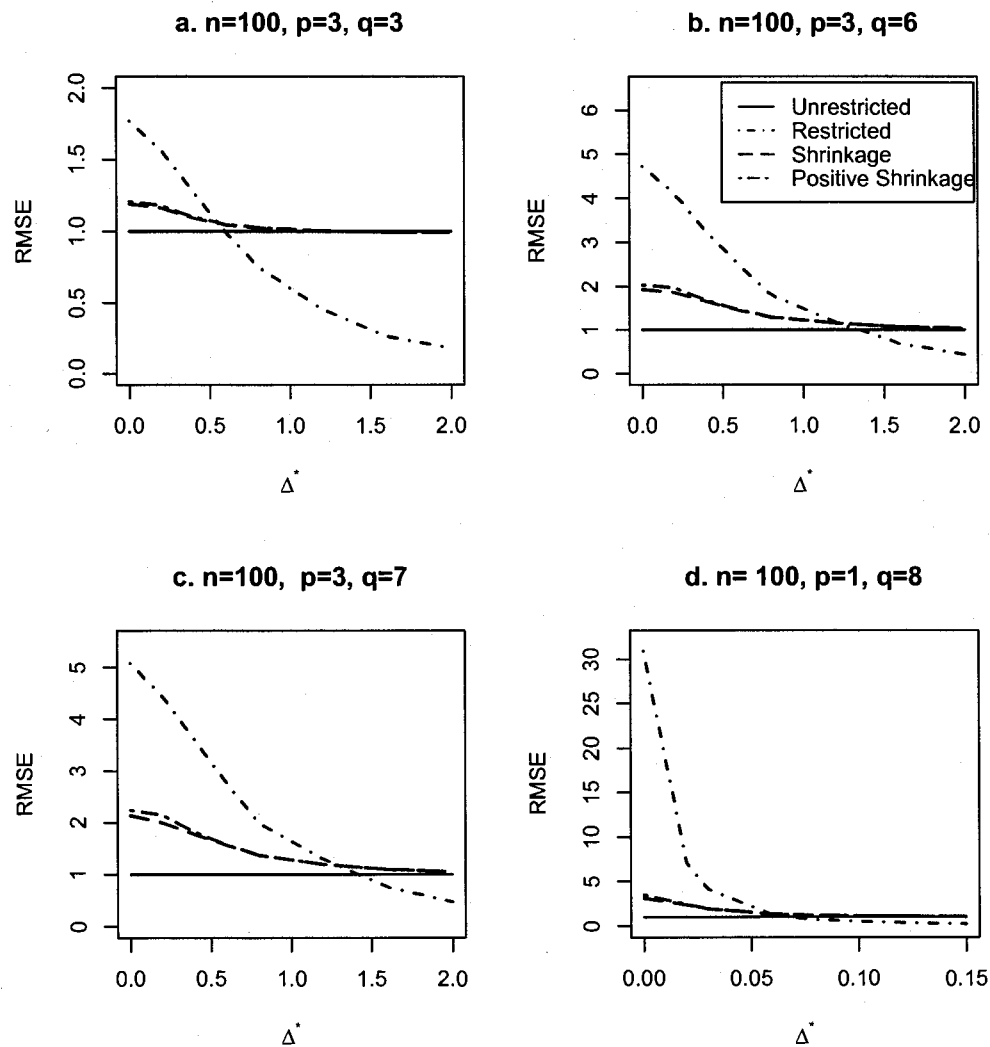 a. n=100, p=3, q=3
RMSE
2.0
1.5
1.0
0.5
0.0
0.0 0.5 1.0 1.5 2.0
Δ*
b. n=100, p=3, q=6
RMSE
6
5
4
3
2
1
0
Unrestricted
Restricted
Shrinkage
Positive Shrinkage
0.0 0.5 1.0 1.5 2.0
Δ*
c. n=100, p=3, q=7
RMSE
5
4
3
2
1
0
0.0 0.5 1.0 1.5 2.0
Δ*
d. n= 100, p=1, q=8
RMSE
30
25
20
15
10
5
0
0.00 0.05 0.10 0.15
Δ*